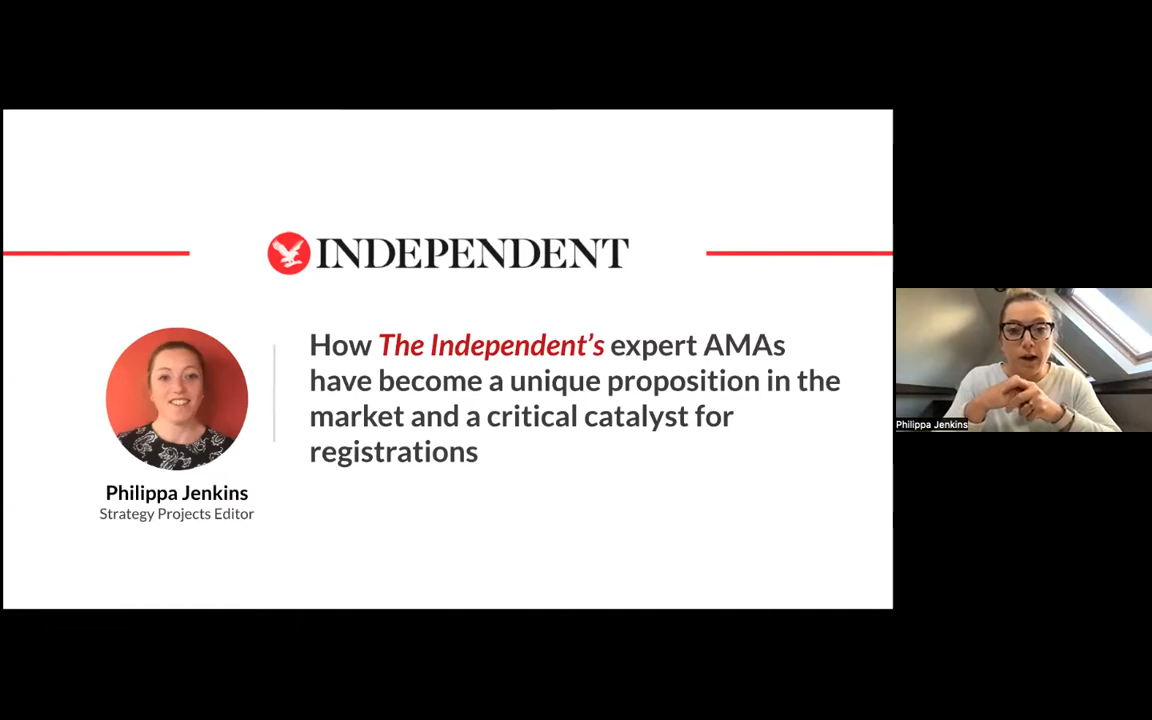 INDEPENDENT
How The Independent’s expert AMAs
have become a unique proposition in the
market and a critical catalyst for
registrations
Philippa Jenkins
Strategy Projects Editor
Philippa Jenkins